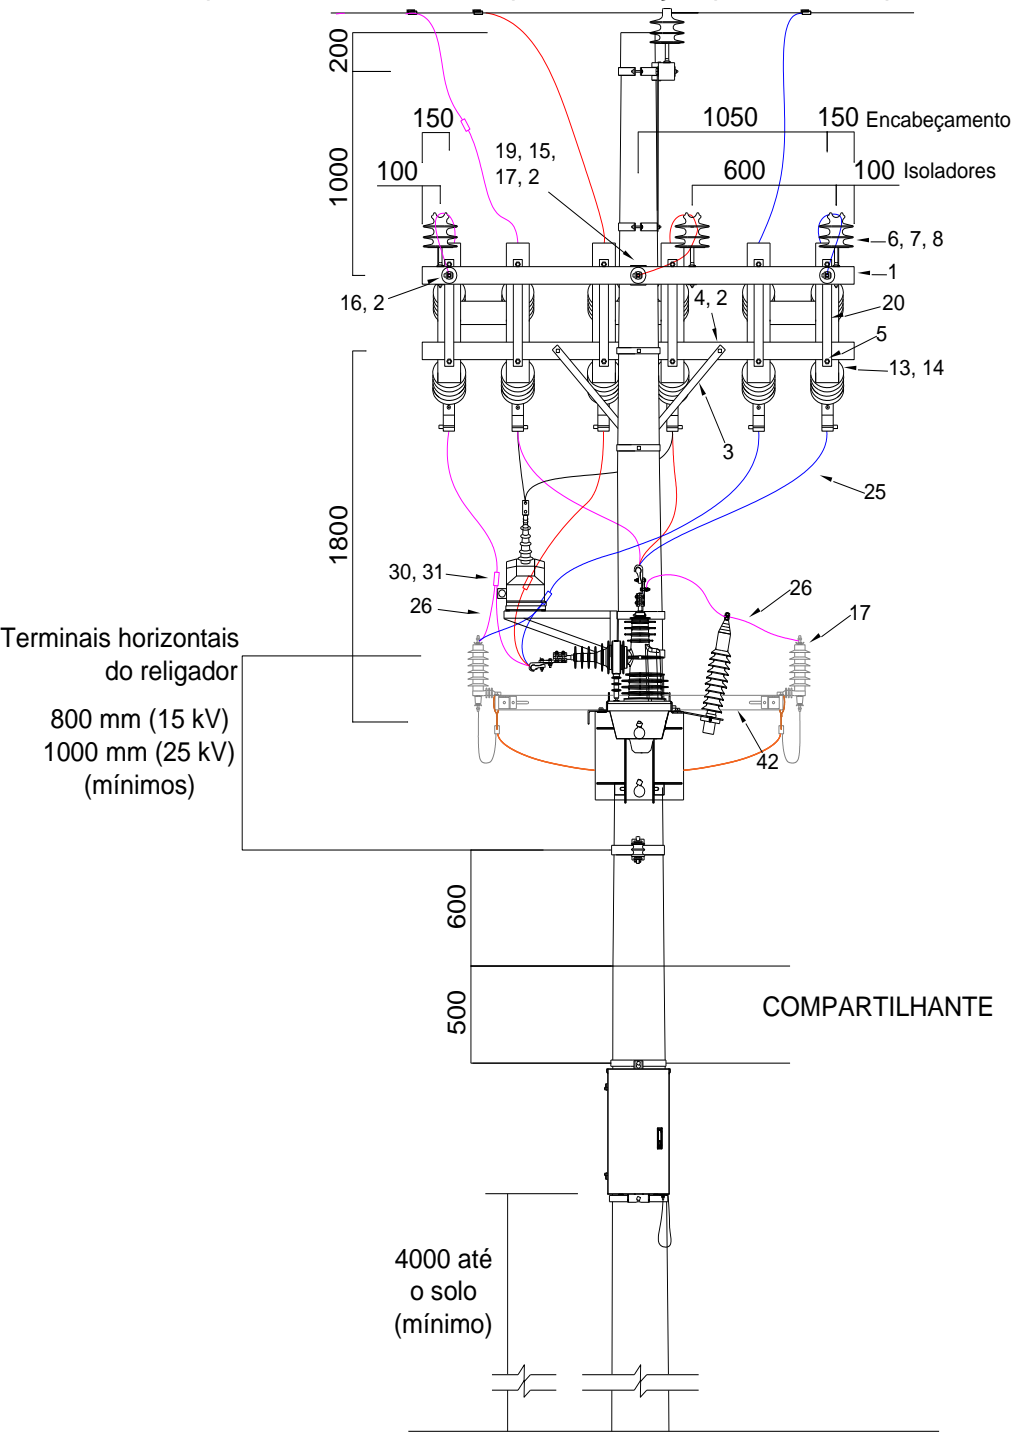 200
1050
150 Encabeçamento
150
19, 15,
17, 2
1000
100
600
100 Isoladores
6, 7, 8
1
16, 2
4, 2
20
5
13, 14
3
25
1800
30, 31
26
26
17
Terminais horizontais
do religador
800 mm (15 kV)
1000 mm (25 kV)
(mínimos)
42
600
500
COMPARTILHANTE
4000 até
o solo
(mínimo)